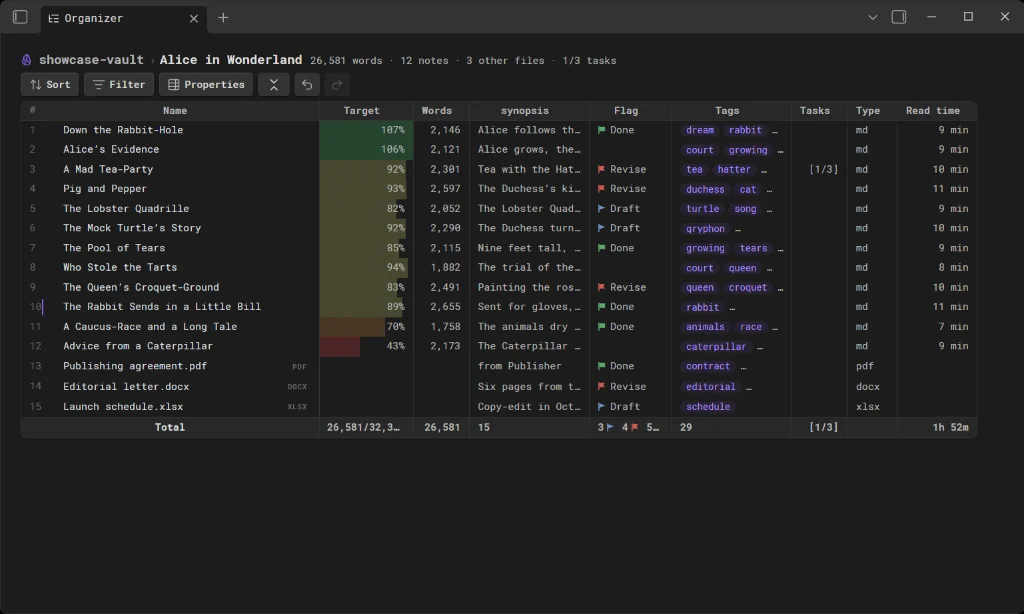 Organizer
showcase-vault › Alice in Wonderland 26,581 words · 12 notes · 3 other files · 1/3 tasks
Sort Filter Properties
# Name Target Words synopsis Flag Tags Tasks Type Read time
1 Down the Rabbit-Hole 107% 2,146 Alice follows th… Done dream rabbit … md 9 min
2 Alice's Evidence 106% 2,121 Alice grows, the… court growing … md 9 min
3 A Mad Tea-Party 92% 2,301 Tea with the Hat… Revise tea hatter … [1/3] md 10 min
4 Pig and Pepper 93% 2,597 The Duchess's ki… Revise duchess cat … md 11 min
5 The Lobster Quadrille 82% 2,052 The Lobster Quad… Draft turtle song … md 9 min
6 The Mock Turtle's Story 92% 2,290 The Duchess turn… Draft gryphon … md 10 min
7 The Pool of Tears 85% 2,115 Nine feet tall, … Done growing tears … md 9 min
8 Who Stole the Tarts 94% 1,882 The trial of the… court queen … md 8 min
9 The Queen's Croquet-Ground 83% 2,491 Painting the ros… Revise queen croquet … md 10 min
10 The Rabbit Sends in a Little Bill 89% 2,655 Sent for gloves,… Done rabbit … md 11 min
11 A Caucus-Race and a Long Tale 70% 1,758 The animals dry … Done animals race … md 7 min
12 Advice from a Caterpillar 43% 2,173 The Caterpillar … caterpillar … md 9 min
13 Publishing agreement.pdf PDF from Publisher Done contract … pdf
14 Editorial letter.docx DOCX Six pages from t… Revise editorial … docx
15 Launch schedule.xlsx XLSX Copy-edit in Oct… Draft schedule xlsx
Total 26,581/32,3… 26,581 15 3 4 5… 29 [1/3] 1h 52m